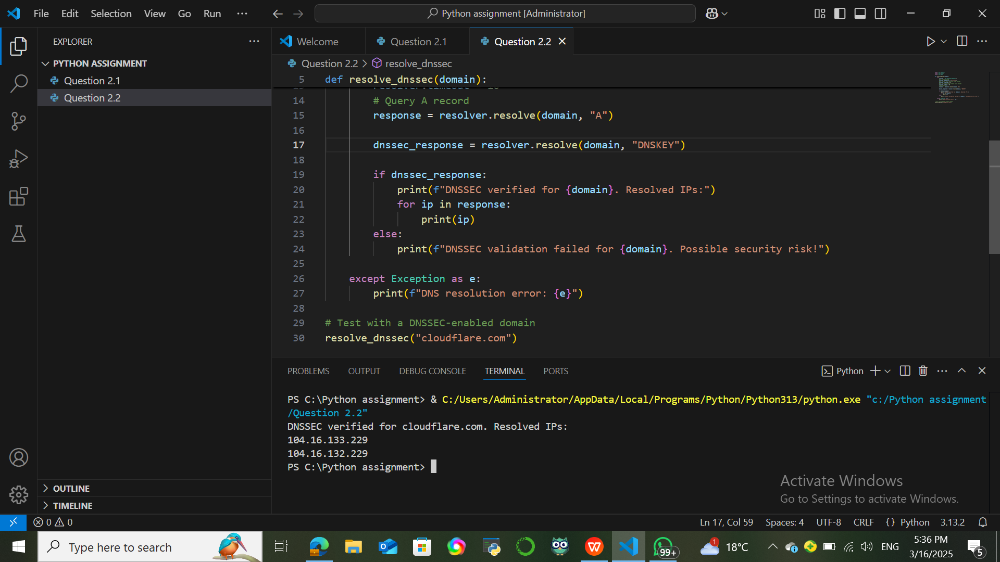 File Edit Selection View Go Run ...
Python assignment [Administrator]
EXPLORER
PYTHON ASSIGNMENT
Question 2.1
Question 2.2
OUTLINE
TIMELINE
Welcome
Question 2.1
Question 2.2
Question 2.2 > resolve_dnssec
5 def resolve_dnssec(domain):
14 # Query A record
15 response = resolver.resolve(domain, "A")
16
17 dnssec_response = resolver.resolve(domain, "DNSKEY")
18
19 if dnssec_response:
20 print(f"DNSSEC verified for {domain}. Resolved IPs:")
21 for ip in response:
22 print(ip)
23 else:
24 print(f"DNSSEC validation failed for {domain}. Possible security risk!")
25
26 except Exception as e:
27 print(f"DNS resolution error: {e}")
28
29 # Test with a DNSSEC-enabled domain
30 resolve_dnssec("cloudflare.com")
PROBLEMS OUTPUT DEBUG CONSOLE TERMINAL PORTS
Python
PS C:\Python assignment> & C:/Users/Administrator/AppData/Local/Programs/Python/Python313/python.exe "c:/Python assignment
/Question 2.2"
DNSSEC verified for cloudflare.com. Resolved IPs:
104.16.133.229
104.16.132.229
PS C:\Python assignment>
Activate Windows
Go to Settings to activate Windows.
0 0
Ln 17, Col 59 Spaces: 4 UTF-8 CRLF {} Python 3.13.2
Type here to search
99+
1
18°C
ENG
5:36 PM
3/16/2025
5